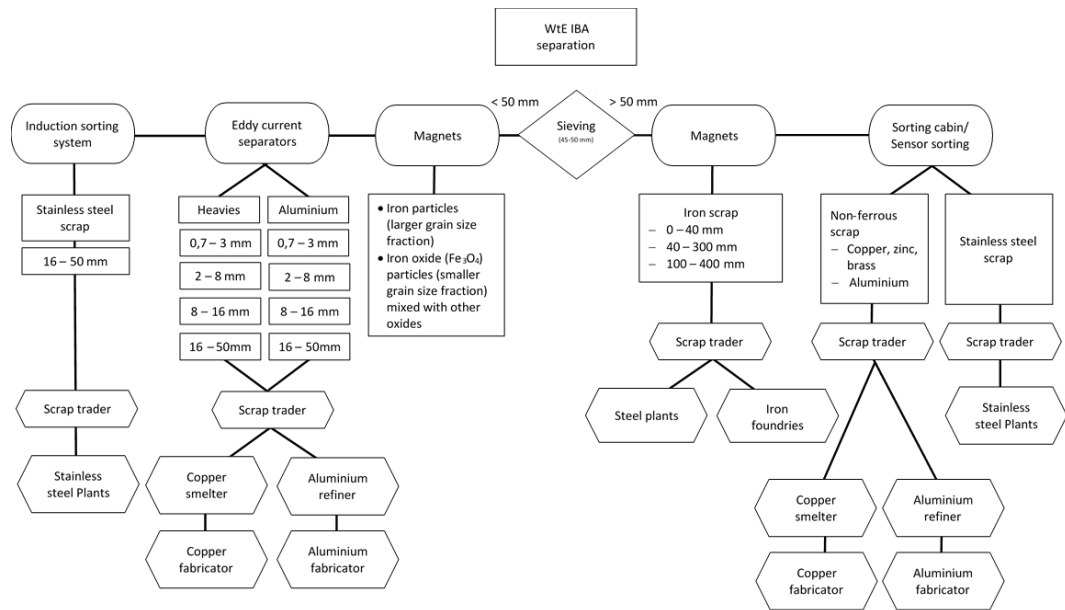 WtE IBA
separation
< 50 mm
> 50 mm
Induction sorting
system
Eddy current
separators
Magnets
Sieving
(45-50 mm)
Magnets
Sorting cabin/
Sensor sorting
Stainless steel
scrap
16 – 50 mm
Heavies
0,7 – 3 mm
2 – 8 mm
8 – 16 mm
16 – 50mm
Aluminium
0,7 – 3 mm
2 – 8 mm
8 – 16 mm
16 – 50mm
• Iron particles
(larger grain size
fraction)
• Iron oxide (Fe₃O₄)
particles (smaller
grain size fraction)
mixed with other
oxides
Iron scrap
– 0 – 40 mm
– 40 – 300 mm
– 100 – 400 mm
Non-ferrous
scrap
– Copper, zinc,
brass
– Aluminium
Stainless steel
scrap
Scrap trader
Scrap trader
Scrap trader
Scrap trader
Scrap trader
Steel plants
Iron
foundries
Stainless
steel Plants
Stainless
steel Plants
Copper
smelter
Aluminium
refiner
Copper
fabricator
Aluminium
fabricator
Copper
smelter
Aluminium
refiner
Copper
fabricator
Aluminium
fabricator